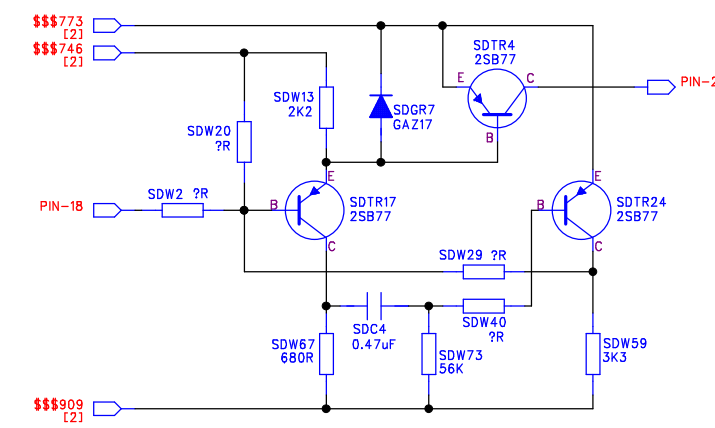 $$$773
[2]
$$$746
[2]
SDTR4
2SB77
E
C
PIN-2
B
SDW13
2K2
SDGR7
GAZ17
SDW20
?R
E
E
SDW2 ?R
PIN-18
B
SDTR17
2SB77
B
SDTR24
2SB77
C
C
SDW29 ?R
SDC4
0.47uF
SDW40
?R
SDW67
680R
SDW73
56K
SDW59
3K3
$$$909
[2]